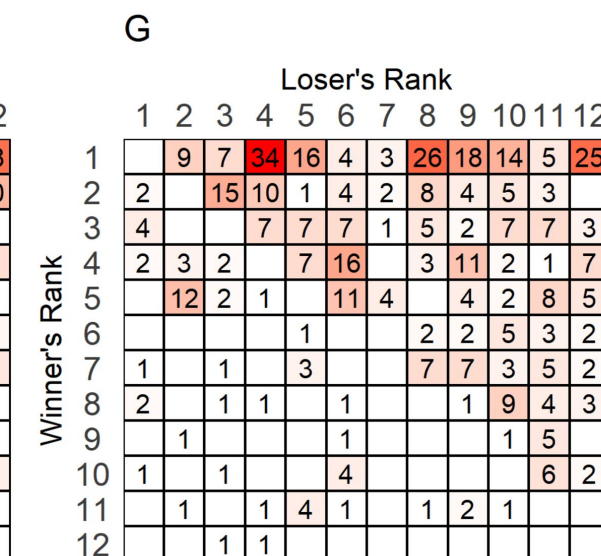 G
Loser's Rank
2 1 2 3 4 5 6 7 8 9 10 11 12
1 9 7 34 16 4 3 26 18 14 5 25
2 2 15 10 1 4 2 8 4 5 3
3 4 7 7 7 1 5 2 7 7 3
4 2 3 2 7 16 3 11 2 1 7
5 12 2 1 11 4 4 2 8 5
6 1 2 2 5 3 2
7 1 1 3 7 7 3 5 2
8 2 1 1 1 1 9 4 3
9 1 1 1 5
10 1 1 4 6 2
11 1 1 4 1 1 2 1
12 1 1
Winner's Rank